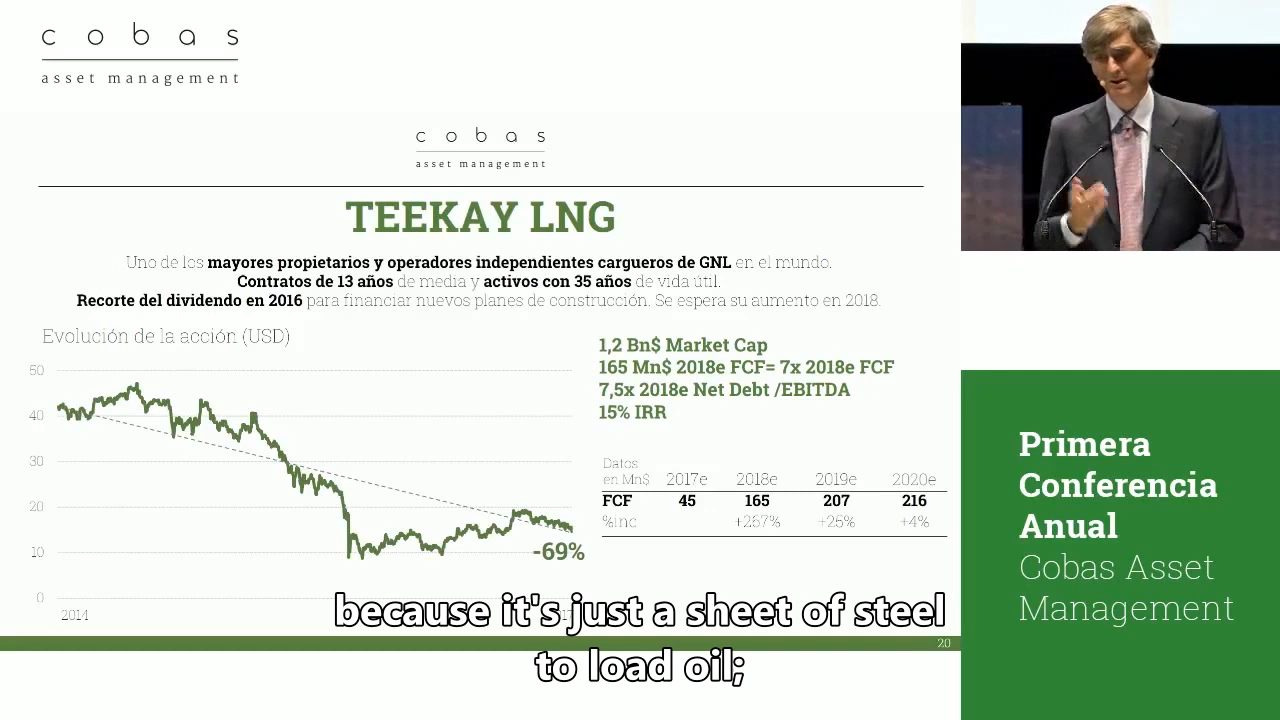 cobas
asset management
cobas
asset management
TEEKAY LNG
Uno de los mayores propietarios y operadores independientes cargueros de GNL en el mundo.
Contratos de 13 años de media y activos con 35 años de vida útil.
Recorte del dividendo en 2016 para financiar nuevos planes de construcción. Se espera su aumento en 2018.
Evolución de la acción (USD)
50
40
30
20
10
0
2014
-69%
1,2 Bn$ Market Cap
165 Mn$ 2018e FCF= 7x 2018e FCF
7,5x 2018e Net Debt /EBITDA
15% IRR
Datos
en Mn$ 2017e 2018e 2019e 2020e
FCF 45 165 207 216
%inc +267% +25% +4%
because it's just a sheet of steel
to load oil;
20
Primera
Conferencia
Anual
Cobas Asset
Management